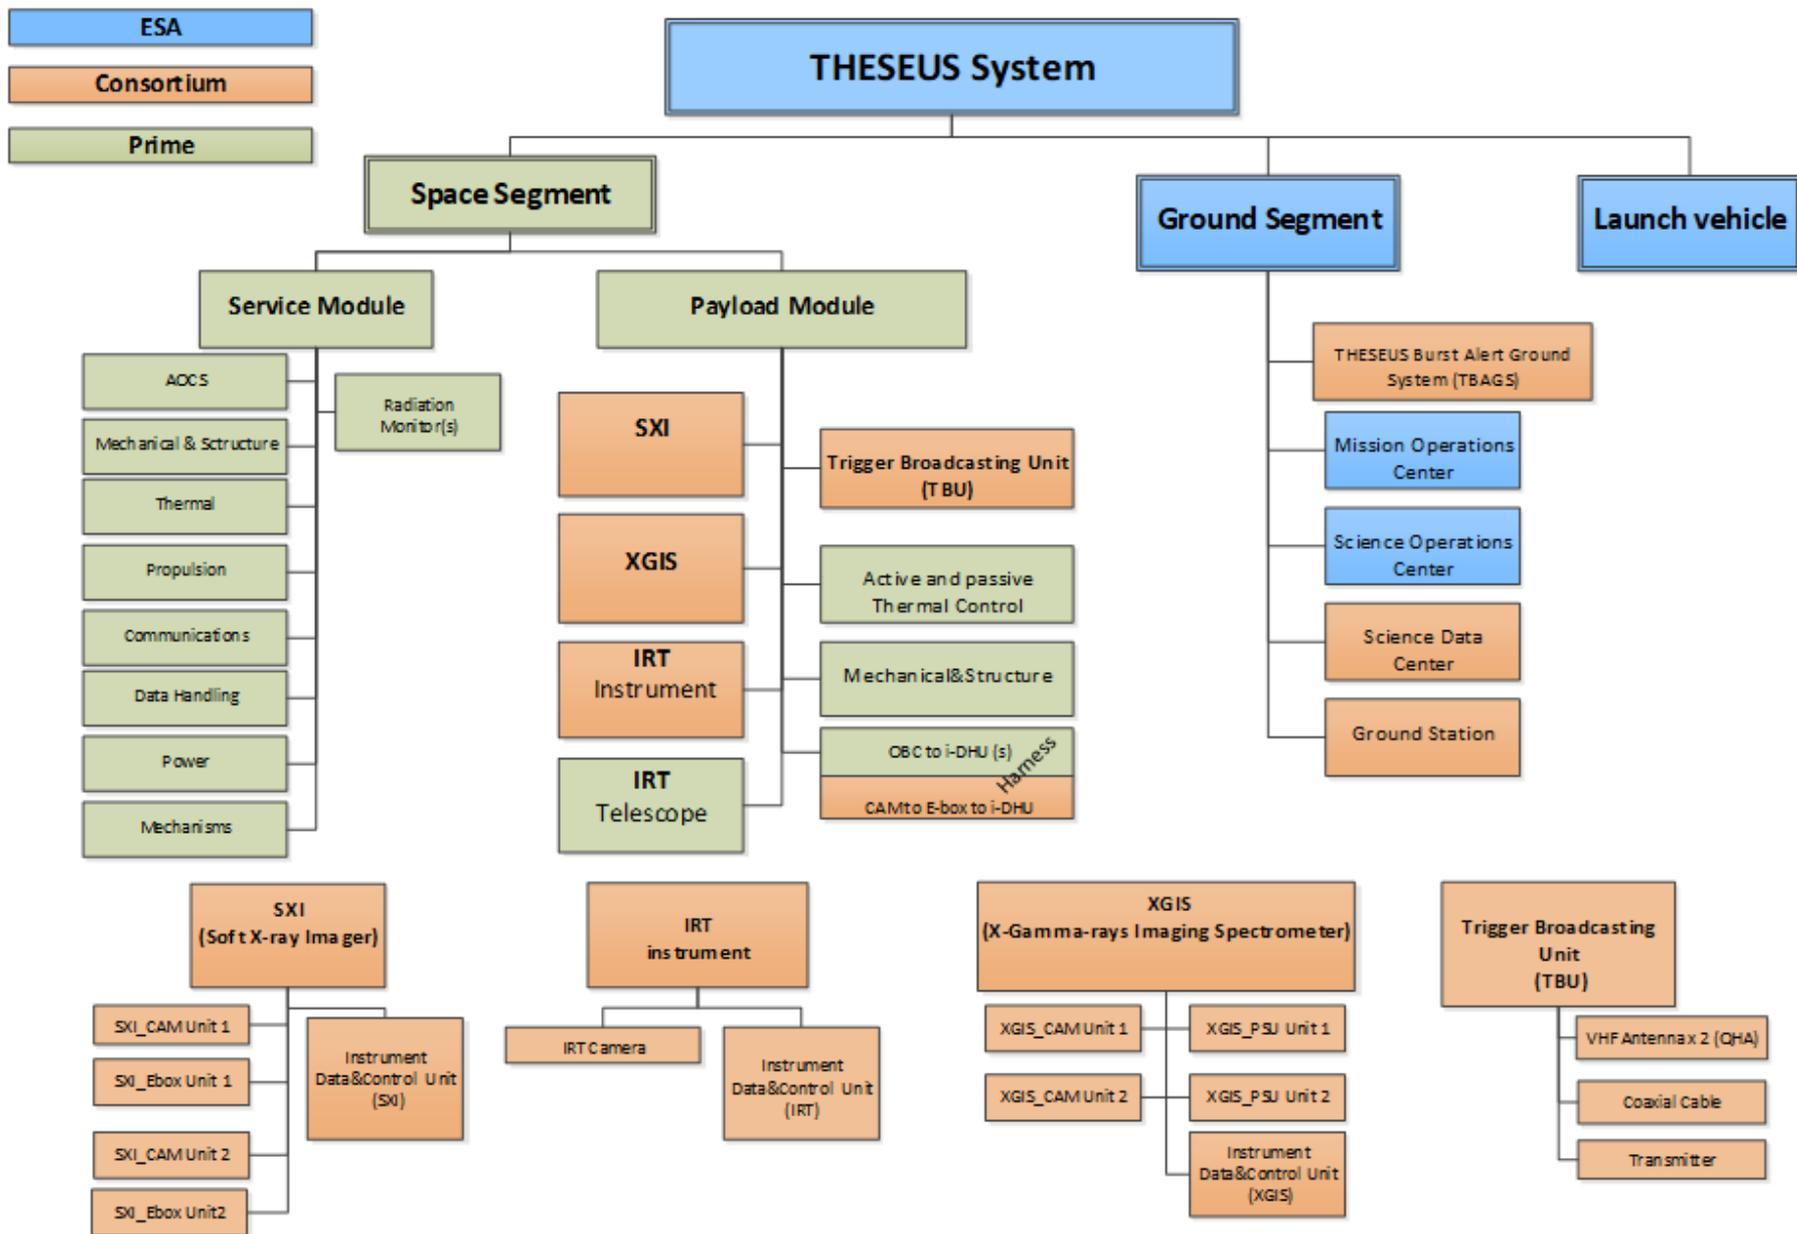 ESA
Consortium
Prime
THESEUS System
Space Segment
Ground Segment
Launch vehicle
Service Module
Payload Module
AOCS
Mechanical & Sctructure
Thermal
Propulsion
Communications
Data Handling
Power
Mechanisms
Radiation
Monitor(s)
SXI
XGIS
IRT
Instrument
IRT
Telescope
Trigger Broadcasting Unit
(TBU)
Active and passive
Thermal Control
Mechanical&Structure
OBC to i-DHU (s)
Harness
CAM to E-box to i-DHU
THESEUS Burst Alert Ground
System (TBAGS)
Mission Operations
Center
Science Operations
Center
Science Data
Center
Ground Station
SXI
(Soft X-ray Imager)
SXI_CAM Unit 1
SXI_Ebox Unit 1
SXI_CAM Unit 2
SXI_Ebox Unit2
Instrument
Data&Control Unit
(SXI)
IRT
instrument
IRT Camera
Instrument
Data&Control Unit
(IRT)
XGIS
(X-Gamma-rays Imaging Spectrometer)
XGIS_CAM Unit 1
XGIS_PSU Unit 1
XGIS_CAM Unit 2
XGIS_PSU Unit 2
Instrument
Data&Control Unit
(XGIS)
Trigger Broadcasting
Unit
(TBU)
VHF Antenna x 2 (QHA)
Coaxial Cable
Transmitter